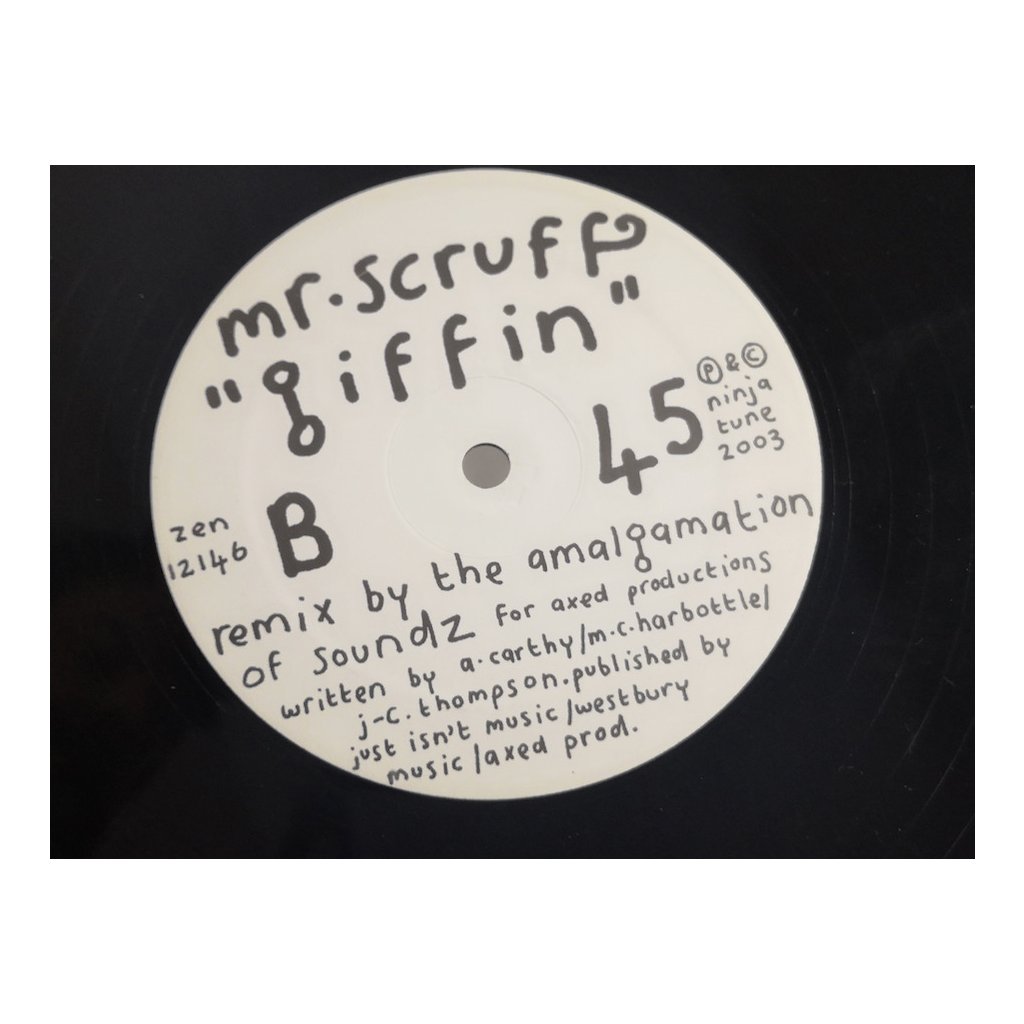 mr.scruff
"giffin"
45
℗ & ©
ninja
tune
2003
zen
12146
B
remix by the amalgamation
of soundz for axed productions
written by a.carthy/m.c.harbottle/
j-c.thompson.published by
just isn't music/westbury
music/axed prod.